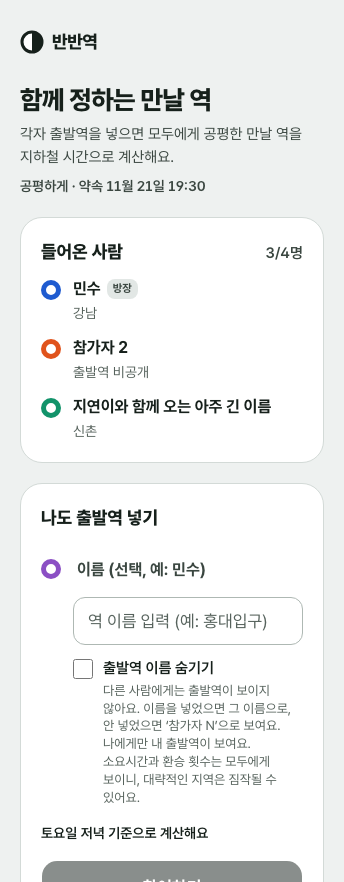 반반역
함께 정하는 만날 역
각자 출발역을 넣으면 모두에게 공평한 만날 역을
지하철 시간으로 계산해요.
공평하게 · 약속 11월 21일 19:30
들어온 사람 3/4명
민수 방장
강남
참가자 2
출발역 비공개
지연이와 함께 오는 아주 긴 이름
신촌
나도 출발역 넣기
이름 (선택, 예: 민수)
역 이름 입력 (예: 홍대입구)
출발역 이름 숨기기
다른 사람에게는 출발역이 보이지
않아요. 이름을 넣었으면 그 이름으로,
안 넣었으면 ‘참가자 N’으로 보여요.
나에게만 내 출발역이 보여요.
소요시간과 환승 횟수는 모두에게
보이니, 대략적인 지역은 짐작될 수
있어요.
토요일 저녁 기준으로 계산해요